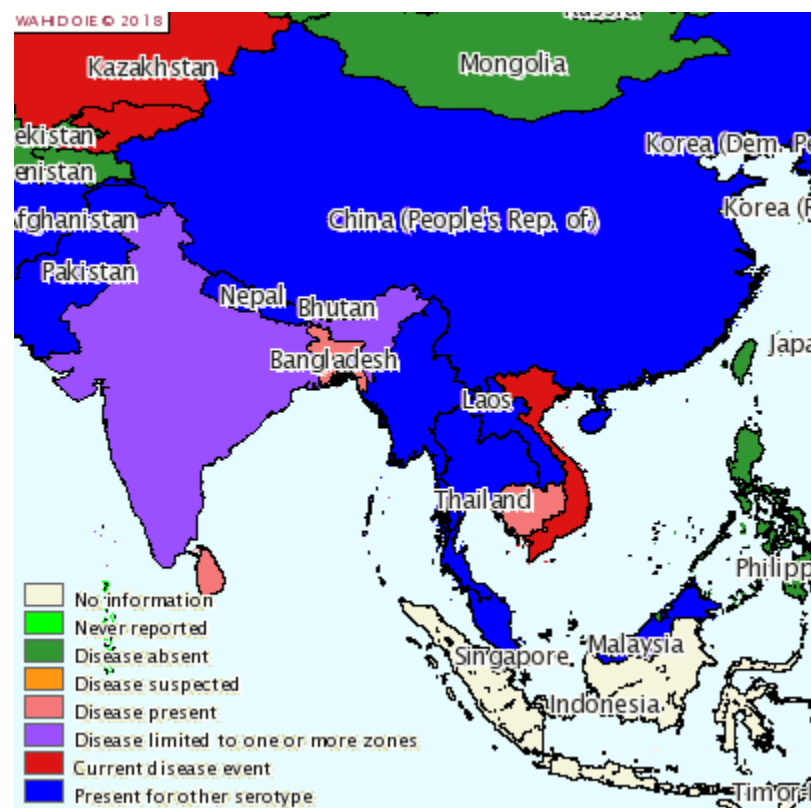 WAHIDOIE © 2018
Kazakhstan
Mongolia
ekistan
Korea (Dem. Pe
enistan
Korea (R
Afghanistan
China (People's Rep. of)
Pakistan
Nepal
Bhutan
Japa
Bangladesh
Laos
Thailand
Philipp
No information
Never reported
Malaysia
Disease absent
Singapore
Disease suspected
Indonesia
Disease present
Disease limited to one or more zones
Current disease event
Present for other serotype
Timor-